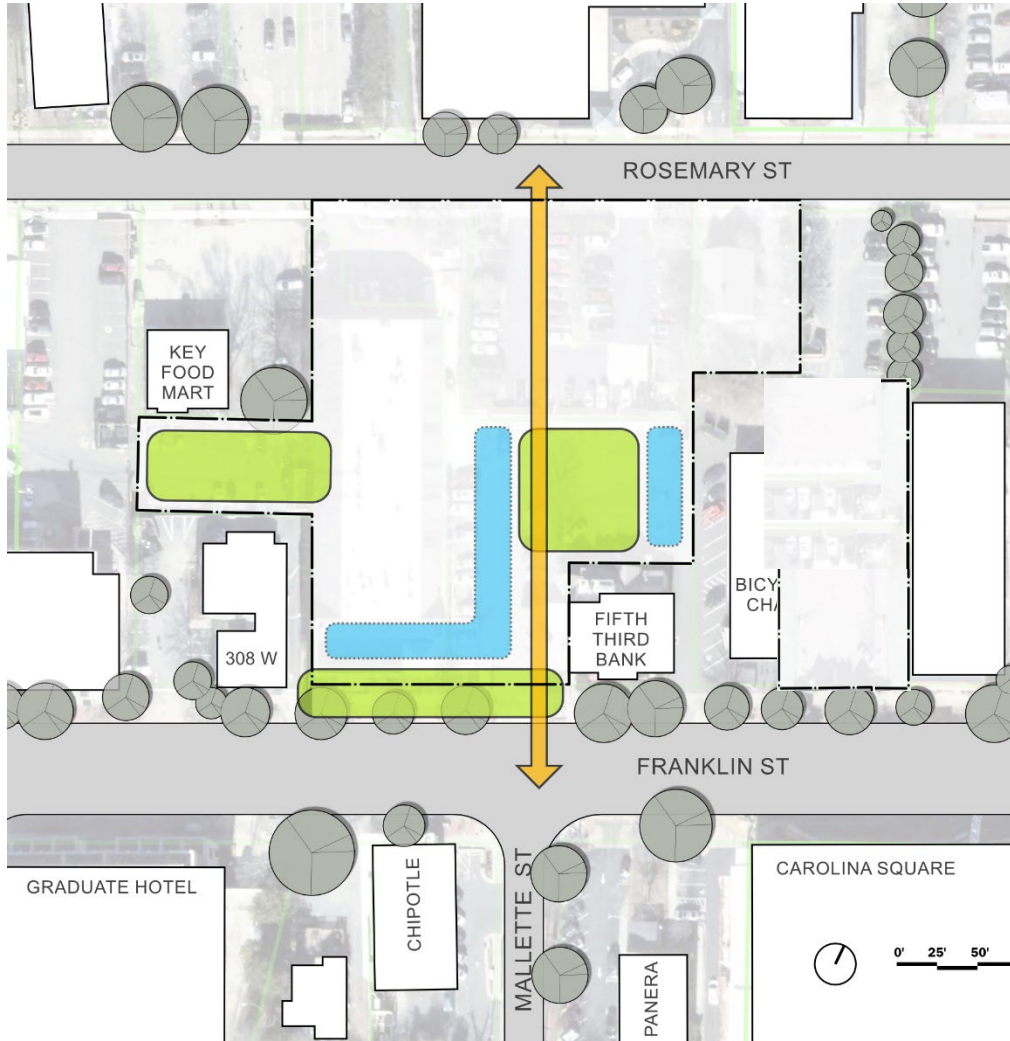 ROSEMARY ST
KEY
FOOD
MART
308 W
FIFTH
THIRD
BANK
FRANKLIN ST
GRADUATE HOTEL
CHIPOTLE
MALLETTE ST
PANERA
CAROLINA SQUARE
0' 25' 50'